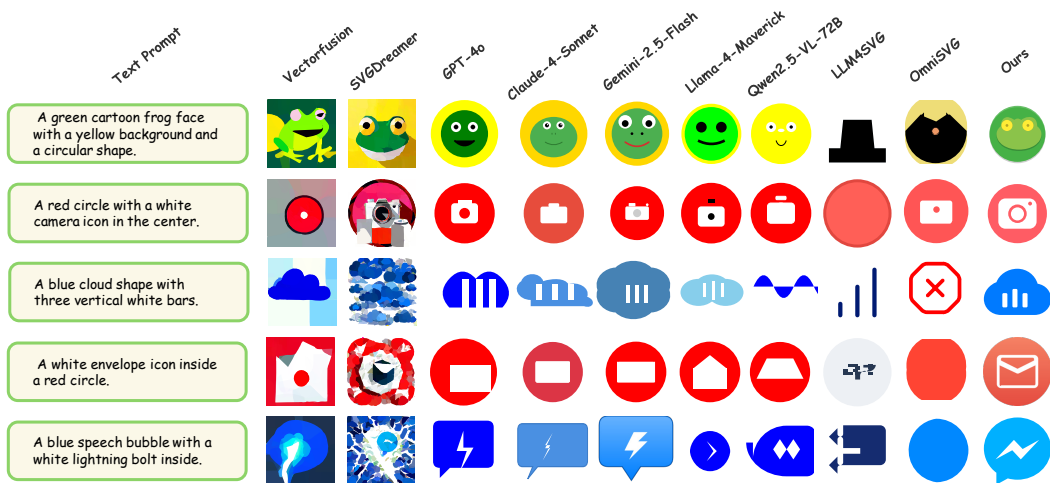 Text Prompt
Vectorfusion
SVGDreamer
GPT-4o
Claude-4-Sonnet
Gemini-2.5-Flash
Llama-4-Maverick
Qwen2.5-VL-72B
LLM4SVG
OmniSVG
Ours
A green cartoon frog face
with a yellow background and
a circular shape.
A red circle with a white
camera icon in the center.
A blue cloud shape with
three vertical white bars.
A white envelope icon inside
a red circle.
A blue speech bubble with a
white lightning bolt inside.